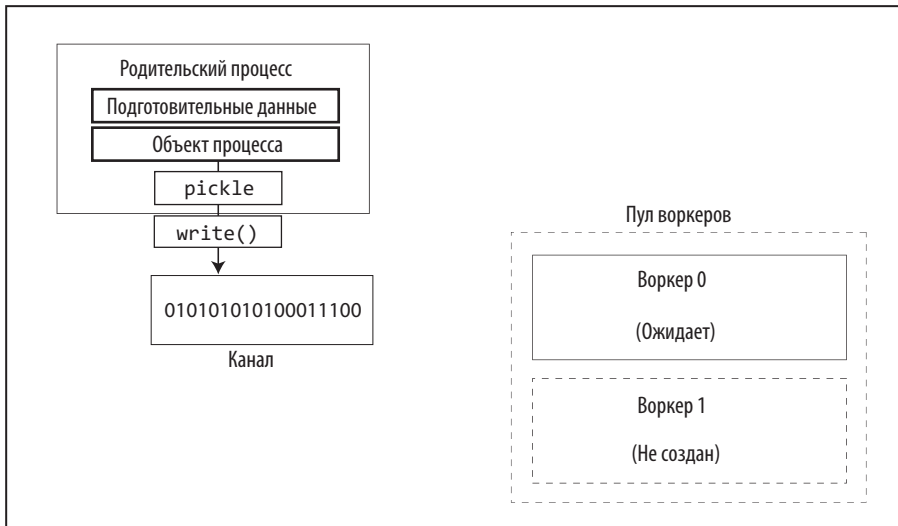 Родительский процесс
Подготовительные данные
Объект процесса
pickle
write()
010101010100011100
Канал
Пул воркеров
Воркер 0
(Ожидает)
Воркер 1
(Не создан)